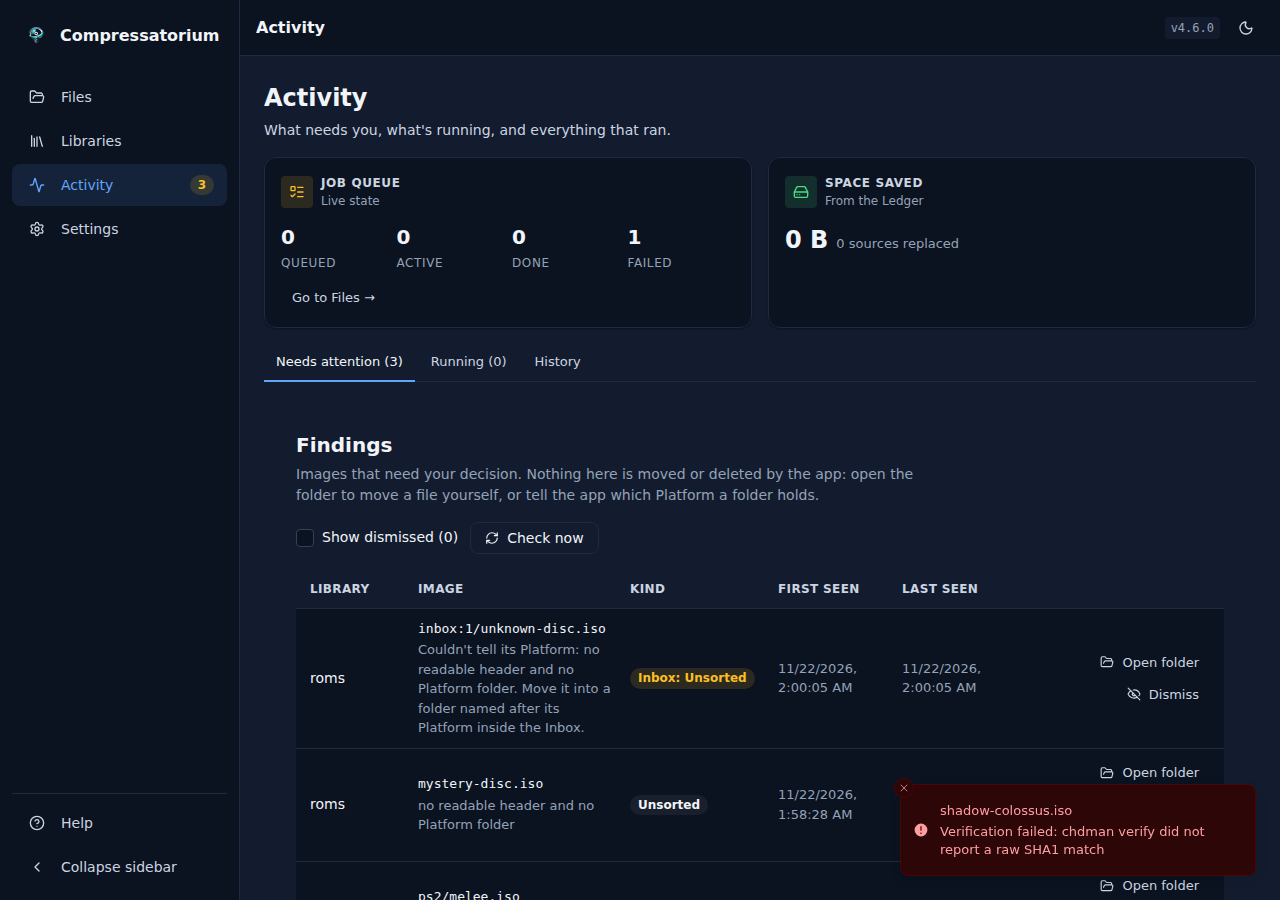 Compressatorium
Activity
v4.6.0
Files
Libraries
Activity
3
Settings
Help
Collapse sidebar
Activity
What needs you, what's running, and everything that ran.
JOB QUEUE
Live state
0
0
0
1
QUEUED
ACTIVE
DONE
FAILED
Go to Files →
SPACE SAVED
From the Ledger
0 B 0 sources replaced
Needs attention (3)
Running (0)
History
Findings
Images that need your decision. Nothing here is moved or deleted by the app: open the
folder to move a file yourself, or tell the app which Platform a folder holds.
Show dismissed (0)
Check now
LIBRARY
IMAGE
KIND
FIRST SEEN
LAST SEEN
roms
inbox:1/unknown-disc.iso
Couldn't tell its Platform: no
readable header and no
Platform folder. Move it into a
folder named after its
Platform inside the Inbox.
Inbox: Unsorted
11/22/2026,
2:00:05 AM
11/22/2026,
2:00:05 AM
Open folder
Dismiss
roms
mystery-disc.iso
no readable header and no
Platform folder
Unsorted
11/22/2026,
1:58:28 AM
Open folder
ps2/melee.iso
Open folder
shadow-colossus.iso
Verification failed: chdman verify did not
report a raw SHA1 match